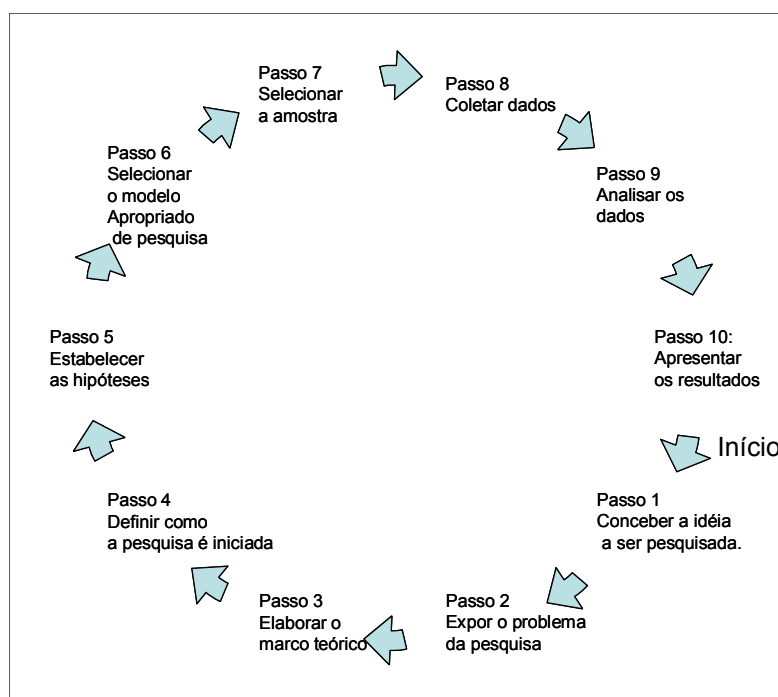 Passo 7
Selecionar
a amostra
Passo 8
Coletar dados
Passo 6
Selecionar
o modelo
Apropriado
de pesquisa
Passo 9
Analisar os
dados
Passo 5
Estabelecer
as hipóteses
Passo 10:
Apresentar
os resultados
Início
Passo 4
Definir como
a pesquisa é iniciada
Passo 1
Conceber a idéia
a ser pesquisada.
Passo 3
Elaborar o
marco teórico
Passo 2
Expor o problema
da pesquisa